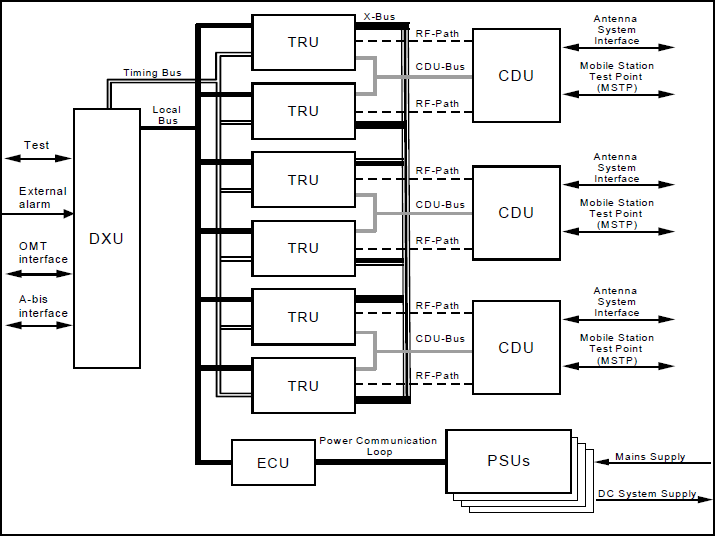 X-Bus
TRU
RF-Path
CDU-Bus
CDU
Antenna
System
Interface
Mobile Station
Test Point
(MSTP)
Timing Bus
Local
Bus
TRU
RF-Path
Test
External
alarm
DXU
OMT
interface
A-bis
interface
TRU
RF-Path
CDU-Bus
CDU
Antenna
System
Interface
Mobile Station
Test Point
(MSTP)
TRU
RF-Path
TRU
RF-Path
CDU-Bus
CDU
Antenna
System
Interface
Mobile Station
Test Point
(MSTP)
TRU
RF-Path
ECU
Power Communication
Loop
PSUs
Mains Supply
DC System Supply